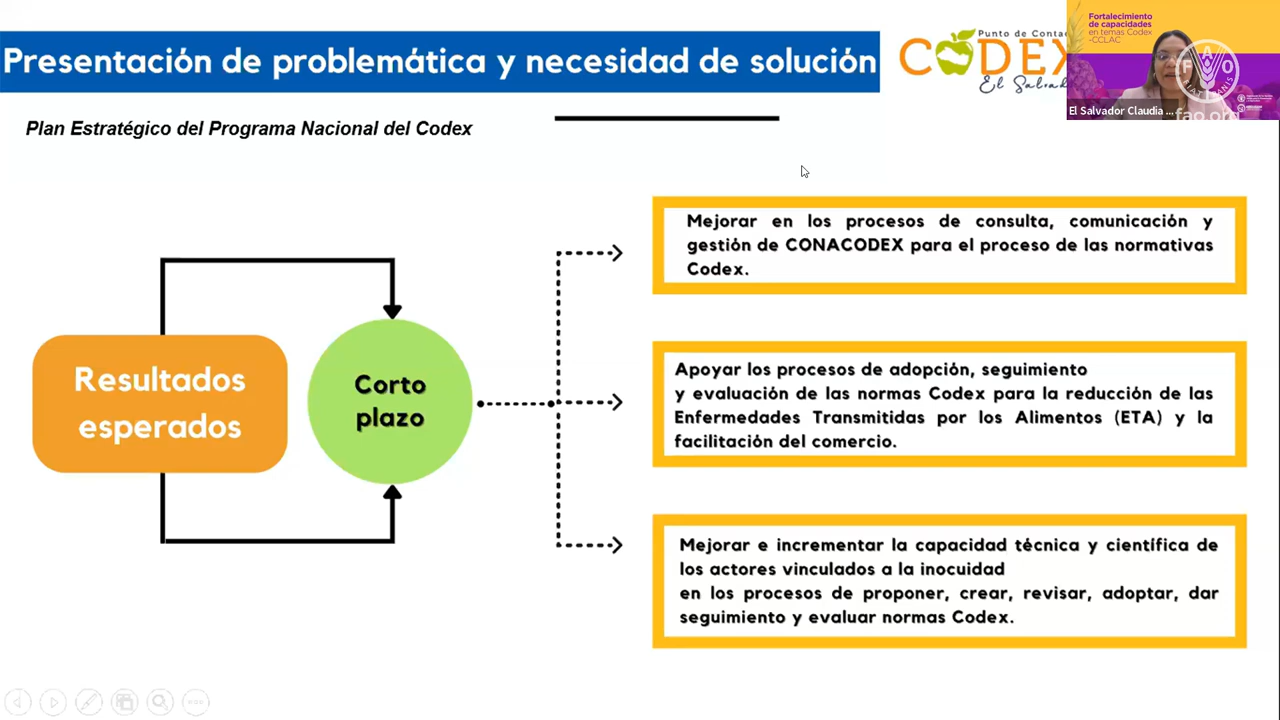 Presentación de problemática y necesidad de solución
Plan Estratégico del Programa Nacional del Codex
Punto de Contac
CODEX
El Salvad
Fortalecimiento
de capacidades
en temas Codex
-CCLAC
FAO
FIAT PANIS
fao.org
El Salvador Claudia ...
Resultados
esperados
Corto
plazo
Mejorar en los procesos de consulta, comunicación y
gestión de CONACODEX para el proceso de las normativas
Codex.
Apoyar los procesos de adopción, seguimiento
y evaluación de las normas Codex para la reducción de las
Enfermedades Transmitidas por los Alimentos (ETA) y la
facilitación del comercio.
Mejorar e incrementar la capacidad técnica y científica de
los actores vinculados a la inocuidad
en los procesos de proponer, crear, revisar, adoptar, dar
seguimiento y evaluar normas Codex.